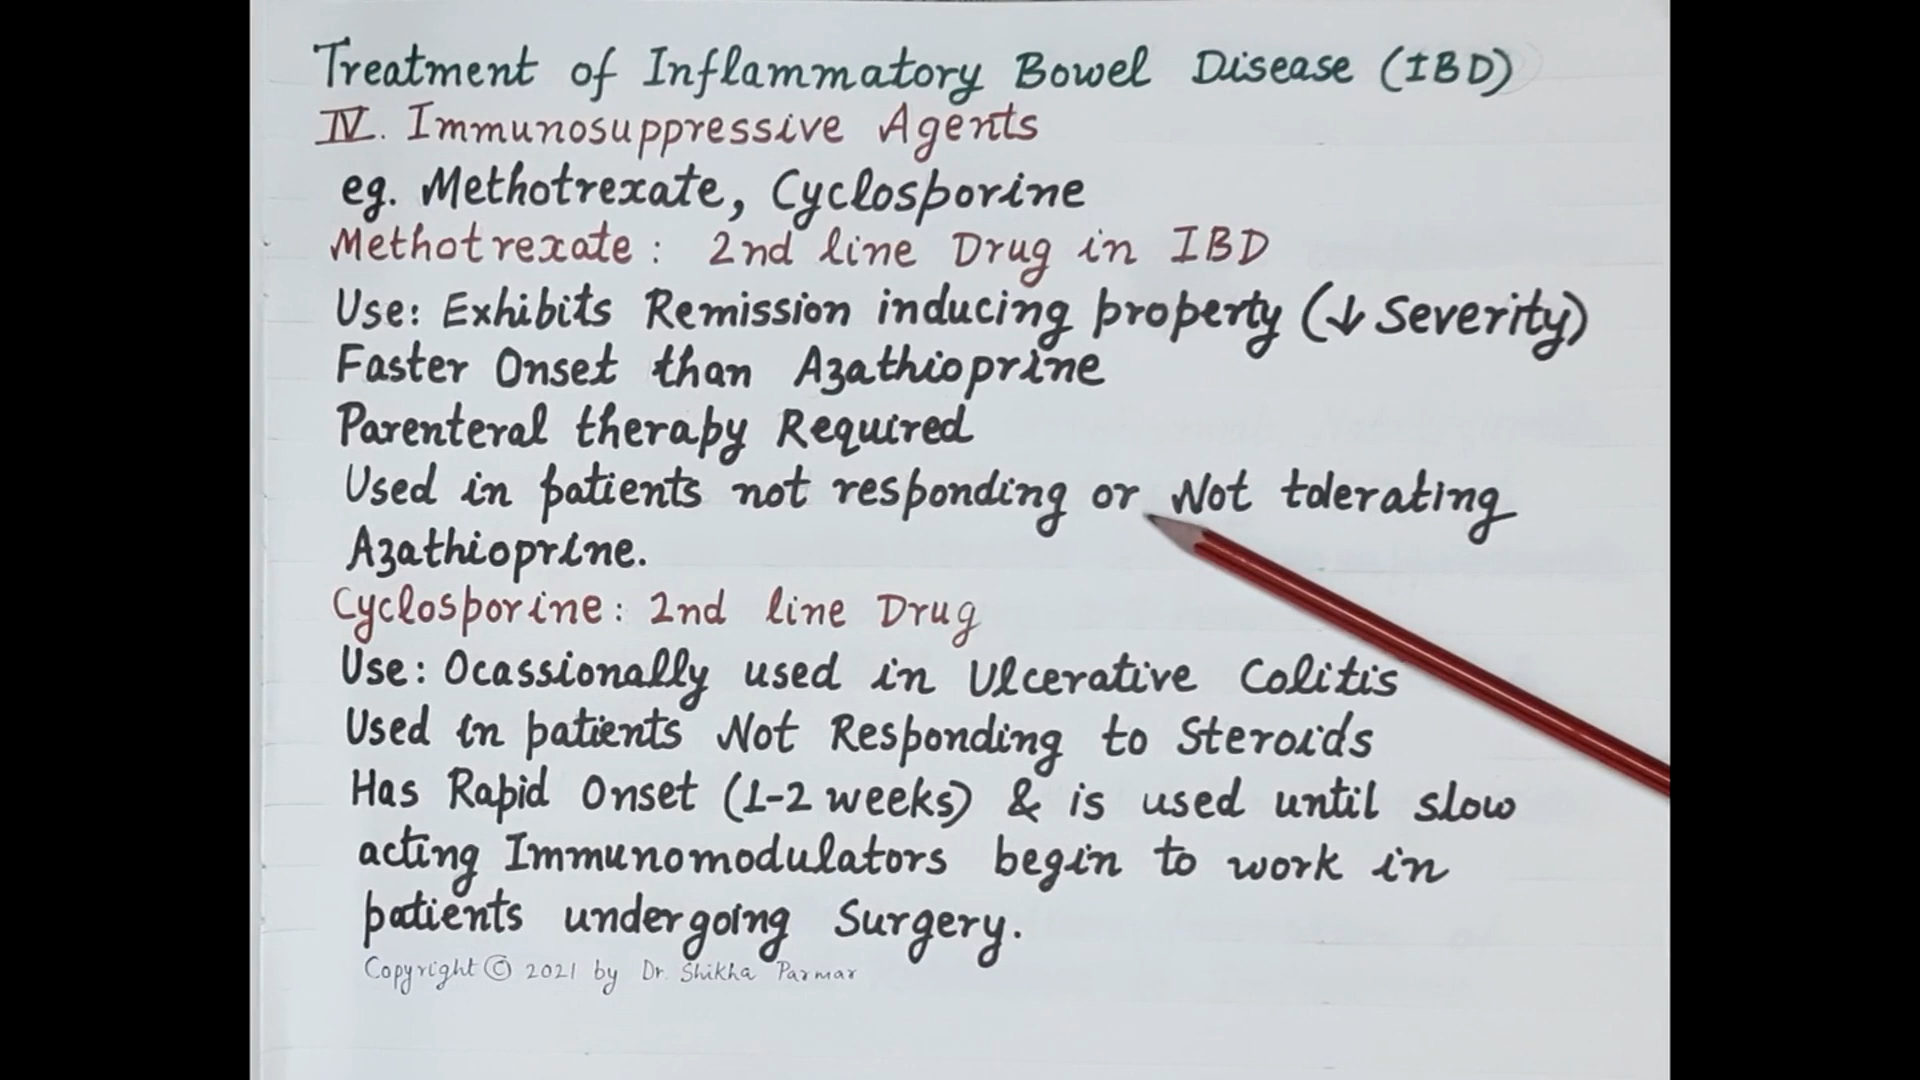 Treatment of Inflammatory Bowel Disease (IBD)
IV. Immunosuppressive Agents
eg. Methotrexate, Cyclosporine
Methotrexate: 2nd line Drug in IBD
Use: Exhibits Remission inducing property (↓ Severity)
Faster Onset than Azathioprine
Parenteral therapy Required
Used in patients not responding or Not tolerating
Azathioprine.
Cyclosporine: 2nd line Drug
Use: Ocassionally used in Ulcerative Colitis
Used in patients Not Responding to Steroids
Has Rapid Onset (1-2 weeks) & is used until slow
acting Immunomodulators begin to work in
patients undergoing Surgery.
Copyright © 2021 by Dr. Shikha Parmar